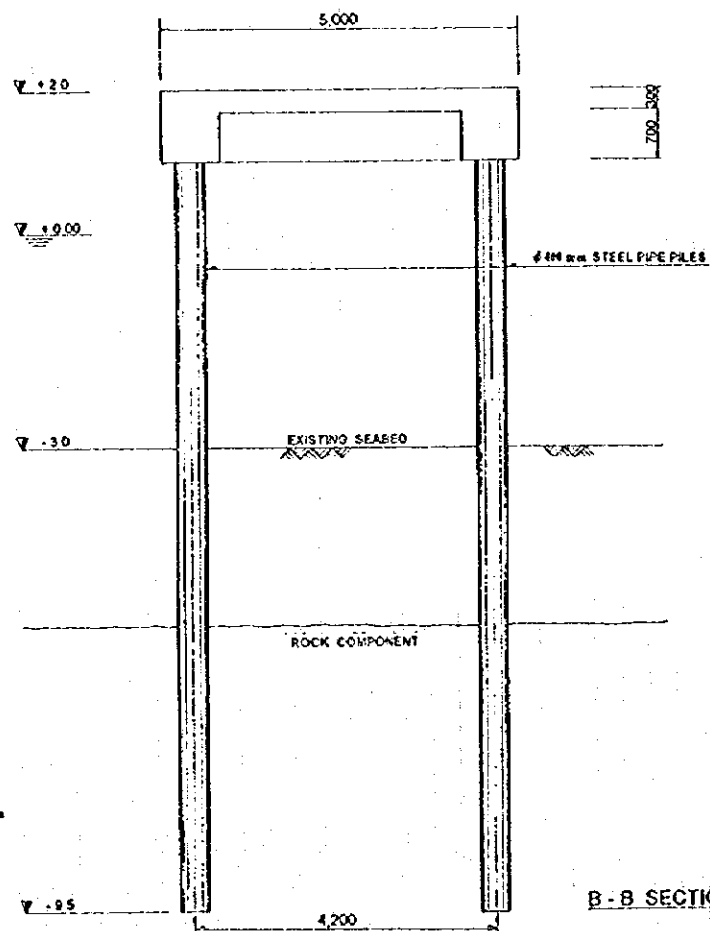 5,000
+2.0
300
700
+0.00
mm STEEL PIPE PILES
-3.0
EXISTING SEABED
ROCK COMPONENT
-9.5
4,200
B - B SECTIO